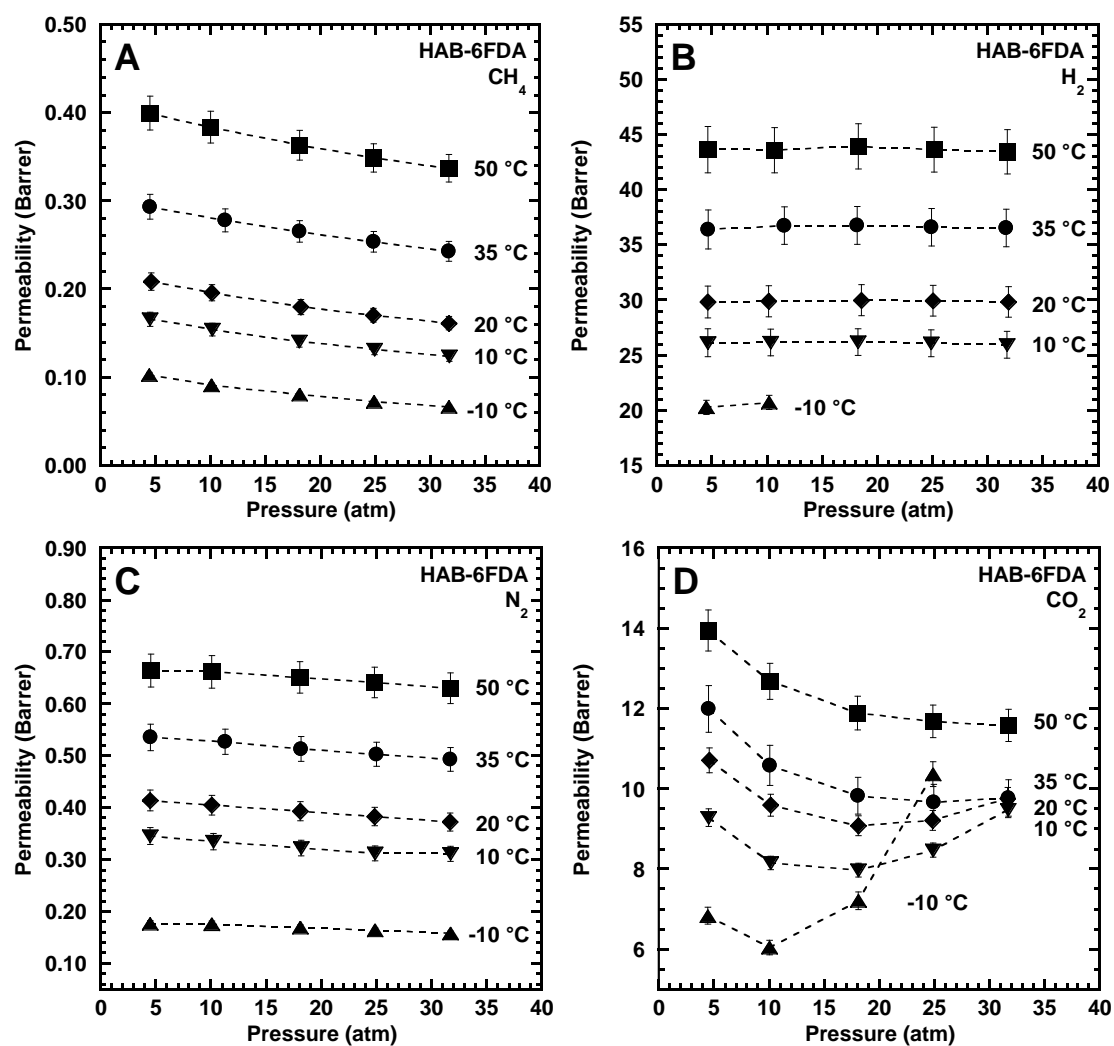 A
HAB-6FDA
CH4
Permeability (Barrer)
0.50
0.40
0.30
0.20
0.10
0.00
50 °C
35 °C
20 °C
10 °C
-10 °C
0 5 10 15 20 25 30 35 40
Pressure (atm)
B
HAB-6FDA
H2
Permeability (Barrer)
55
50
45
40
35
30
25
20
15
50 °C
35 °C
20 °C
10 °C
-10 °C
0 5 10 15 20 25 30 35 40
Pressure (atm)
C
HAB-6FDA
N2
Permeability (Barrer)
0.90
0.80
0.70
0.60
0.50
0.40
0.30
0.20
0.10
50 °C
35 °C
20 °C
10 °C
-10 °C
0 5 10 15 20 25 30 35 40
Pressure (atm)
D
HAB-6FDA
CO2
Permeability (Barrer)
16
14
12
10
8
6
50 °C
35 °C
20 °C
10 °C
-10 °C
0 5 10 15 20 25 30 35 40
Pressure (atm)